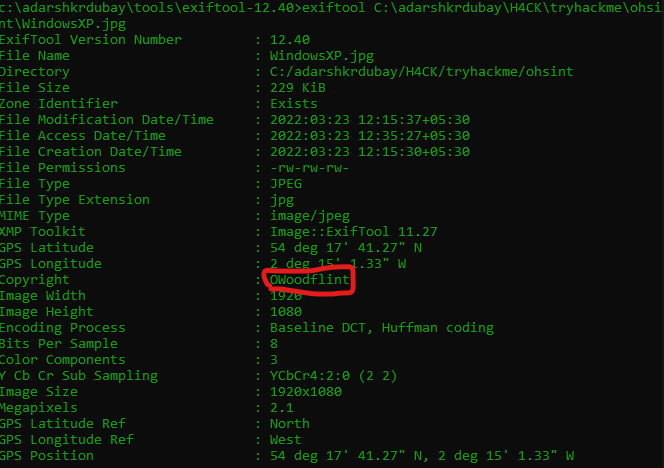 c:\adarshkrdubay\tools\exiftool-12.40>exiftool C:\adarshkrdubay\H4CK\tryhackme\ohsi
nt\WindowsXP.jpg
ExifTool Version Number : 12.40
File Name : WindowsXP.jpg
Directory : C:/adarshkrdubay/H4CK/tryhackme/ohsint
File Size : 229 KiB
Zone Identifier : Exists
File Modification Date/Time : 2022:03:23 12:15:37+05:30
File Access Date/Time : 2022:03:23 12:35:27+05:30
File Creation Date/Time : 2022:03:23 12:15:30+05:30
File Permissions : -rw-rw-rw-
File Type : JPEG
File Type Extension : jpg
MIME Type : image/jpeg
XMP Toolkit : Image::ExifTool 11.27
GPS Latitude : 54 deg 17' 41.27" N
GPS Longitude : 2 deg 15' 1.33" W
Copyright : OWoodflint
Image Width : 1920
Image Height : 1080
Encoding Process : Baseline DCT, Huffman coding
Bits Per Sample : 8
Color Components : 3
Y Cb Cr Sub Sampling : YCbCr4:2:0 (2 2)
Image Size : 1920x1080
Megapixels : 2.1
GPS Latitude Ref : North
GPS Longitude Ref : West
GPS Position : 54 deg 17' 41.27" N, 2 deg 15' 1.33" W